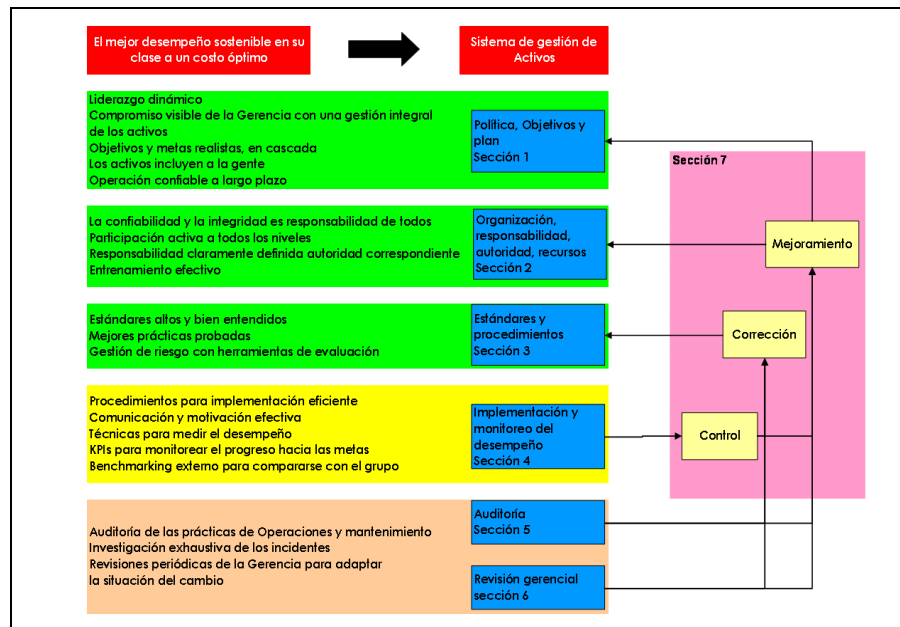 El mejor desempeño sostenible en su
clase a un costo óptimo
Sistema de gestión de
Activos
Liderazgo dinámico
Compromiso visible de la Gerencia con una gestión integral
de los activos
Objetivos y metas realistas, en cascada
Los activos incluyen a la gente
Operación confiable a largo plazo
Política, Objetivos y
plan
Sección 1
Sección 7
La confiabilidad y la integridad es responsabilidad de todos
Participación activa a todos los niveles
Responsabilidad claramente definida autoridad correspondiente
Entrenamiento efectivo
Organización,
responsabilidad,
autoridad, recursos
Sección 2
Mejoramiento
Estándares altos y bien entendidos
Mejores prácticas probadas
Gestión de riesgo con herramientas de evaluación
Estándares y
procedimientos
Sección 3
Corrección
Procedimientos para implementación eficiente
Comunicación y motivación efectiva
Técnicas para medir el desempeño
KPIs para monitorear el progreso hacia las metas
Benchmarking externo para compararse con el grupo
Implementación y
monitoreo del
desempeño
Sección 4
Control
Auditoría de las prácticas de Operaciones y mantenimiento
Investigación exhaustiva de los incidentes
Revisiones periódicas de la Gerencia para adaptar
la situación del cambio
Auditoría
Sección 5
Revisión gerencial
sección 6